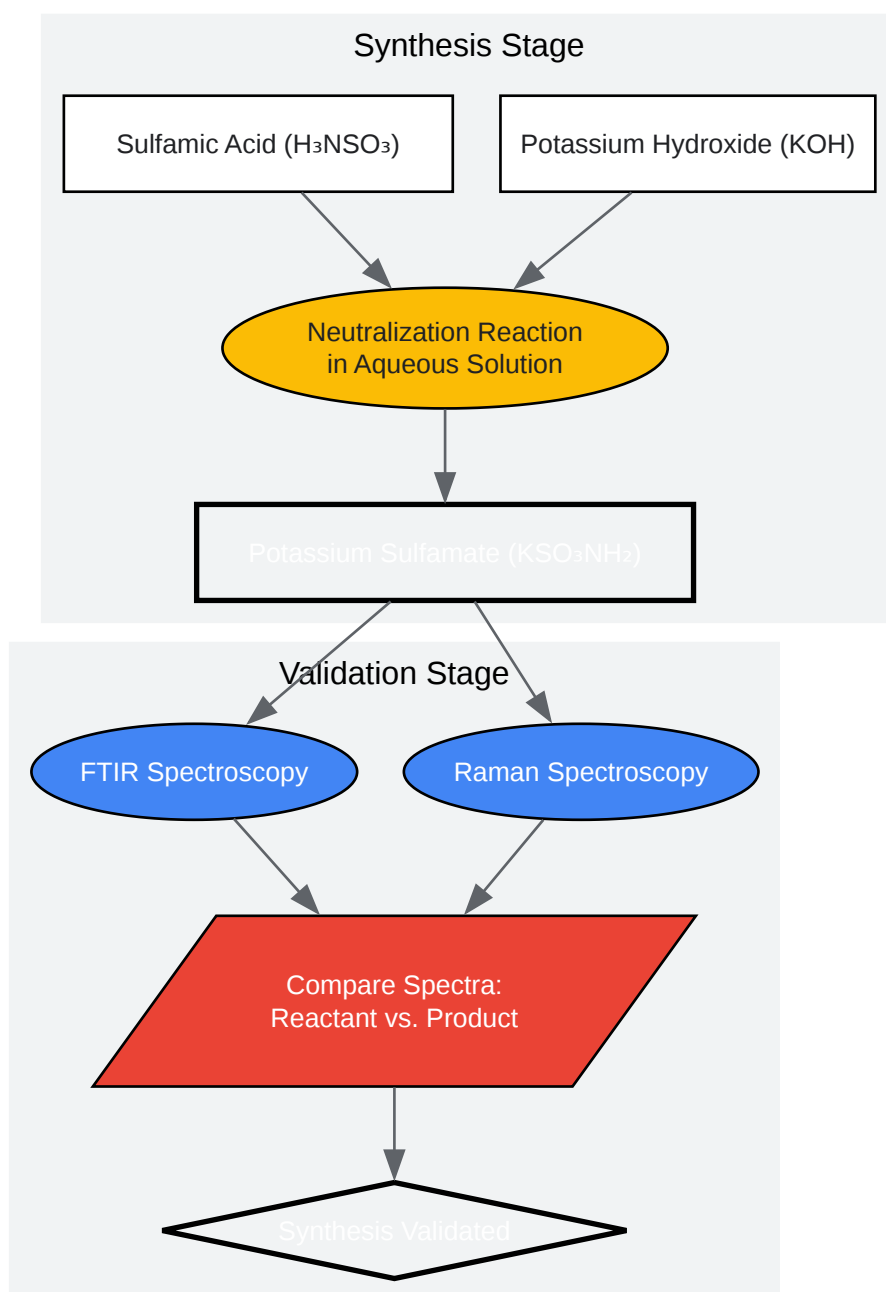 Synthesis Stage
Sulfamic Acid (H₃NSO₃)
Potassium Hydroxide (KOH)
Neutralization Reaction
in Aqueous Solution
Potassium Sulfamate (KSO₃NH₂)
Validation Stage
FTIR Spectroscopy
Raman Spectroscopy
Compare Spectra:
Reactant vs. Product
Synthesis Validated